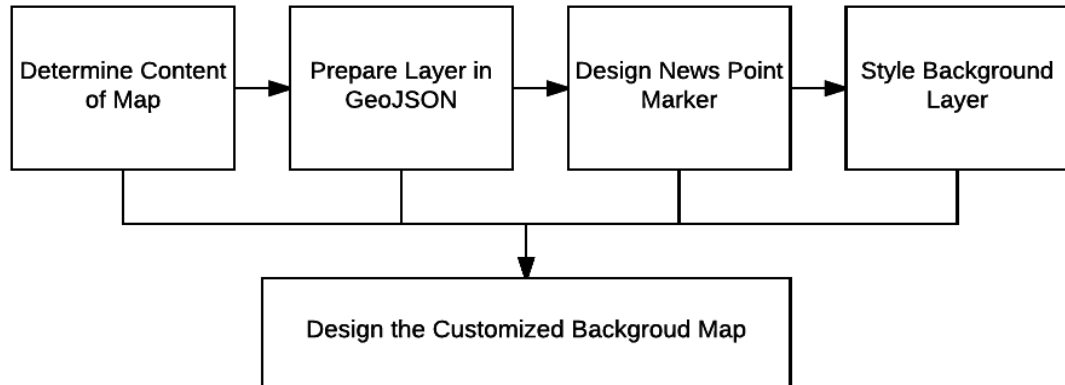 Determine Content
of Map
Prepare Layer in
GeoJSON
Design News Point
Marker
Style Background
Layer
Design the Customized Backgroud Map